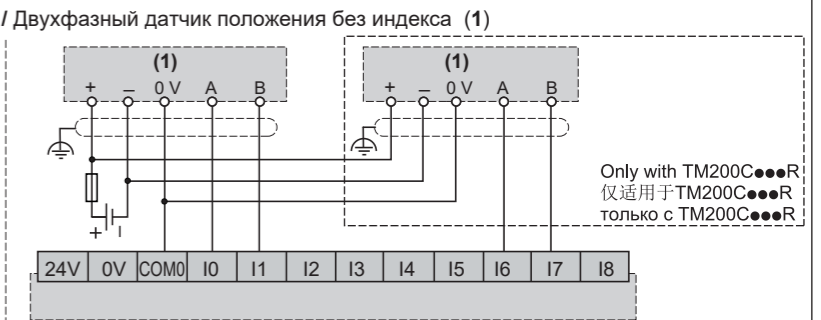 / Двухфазный датчик положения без индекса (1)
(1) (1)
+ – 0 V A B + – 0 V A B
Only with TM200C●●●R
仅适用于TM200C●●●R
только с TM200C●●●R
+ –
24V 0V COM0 I0 I1 I2 I3 I4 I5 I6 I7 I8